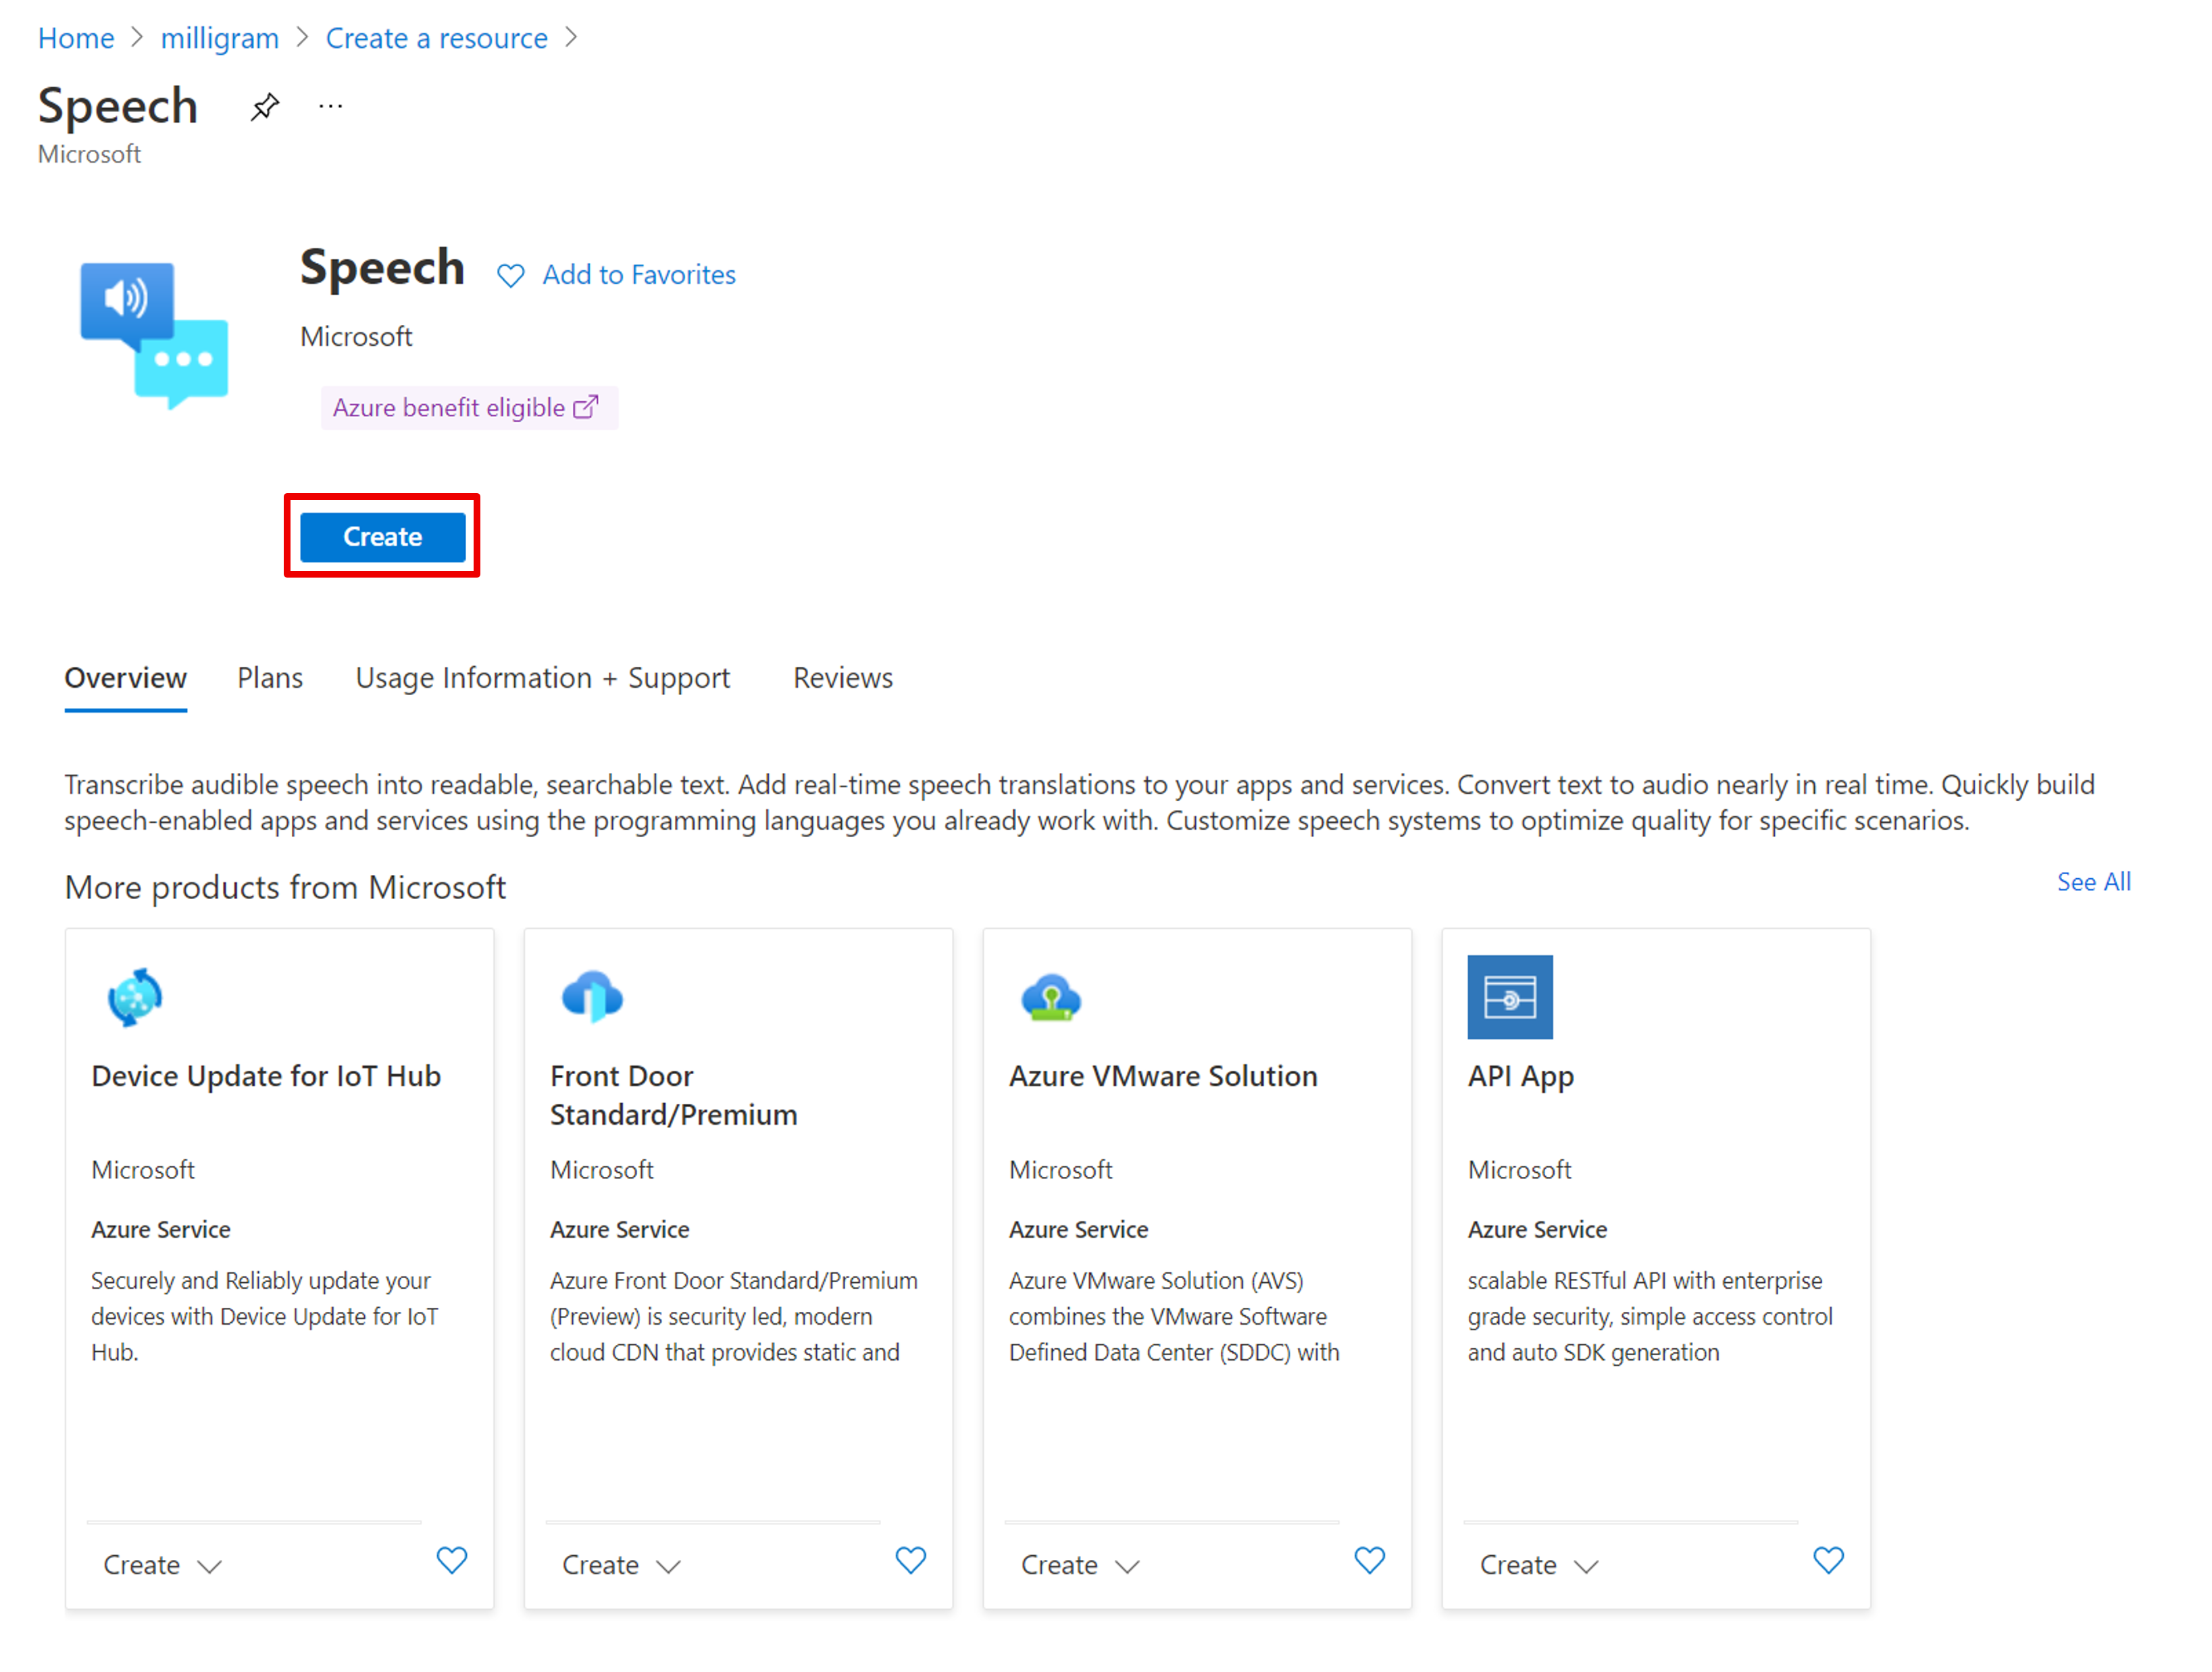 Home > milligram > Create a resource >
Speech ...
Microsoft
Speech Add to Favorites
Microsoft
Azure benefit eligible
Create
Overview Plans Usage Information + Support Reviews
Transcribe audible speech into readable, searchable text. Add real-time speech translations to your apps and services. Convert text to audio nearly in real time. Quickly build
speech-enabled apps and services using the programming languages you already work with. Customize speech systems to optimize quality for specific scenarios.
More products from Microsoft See All
Device Update for IoT Hub
Microsoft
Azure Service
Securely and Reliably update your
devices with Device Update for IoT
Hub.
Create
Front Door
Standard/Premium
Microsoft
Azure Service
Azure Front Door Standard/Premium
(Preview) is security led, modern
cloud CDN that provides static and
Create
Azure VMware Solution
Microsoft
Azure Service
Azure VMware Solution (AVS)
combines the VMware Software
Defined Data Center (SDDC) with
Create
API App
Microsoft
Azure Service
scalable RESTful API with enterprise
grade security, simple access control
and auto SDK generation
Create